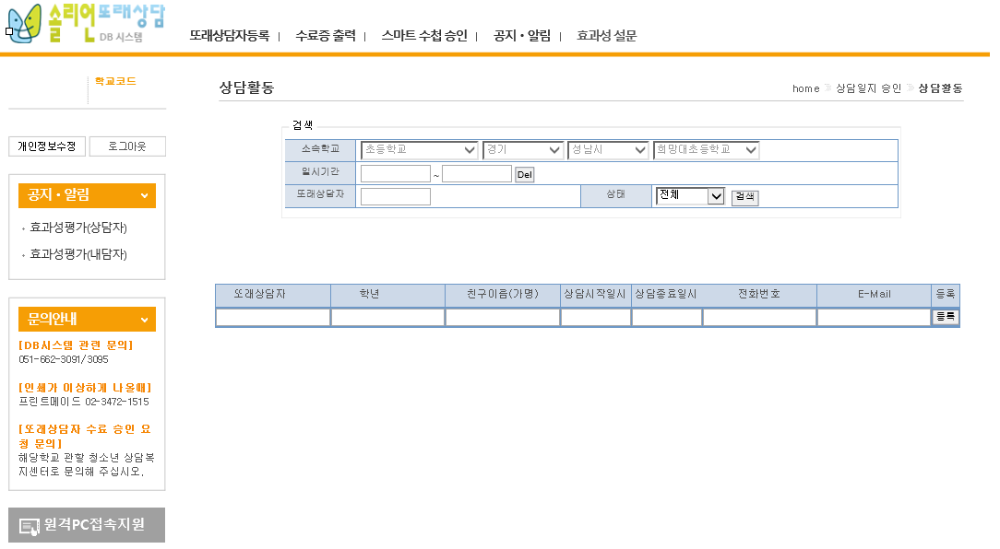 솔리언또래상담
DB 시스템
또래상담자등록 | 수료증 출력 | 스마트 수첩 승인 | 공지·알림 | 효과성 설문
학교코드
상담활동
home 상담일지 승인 상담활동
개인정보수정 로그아웃
검색
소속학교 초등학교 경기 성남시 희망대초등학교
일시기간 ~ Del
또래상담자 상태 전체 검색
공지·알림
· 효과성평가(상담자)
· 효과성평가(내담자)
또래상담자 학년 친구이음(가명) 상담시작일시 상담종료일시 전화번호 E-Mail 등록
등록
문의안내
[DB시스템 관련 문의]
051-662-3091/3095
[인쇄가 이상하게 나올때]
프린트메이드 02-3472-1515
[또래상담자 수료 승인 요
청 문의]
해당학교 관할 청소년 상담복
지센터로 문의해 주십시오.
원격PC접속지원